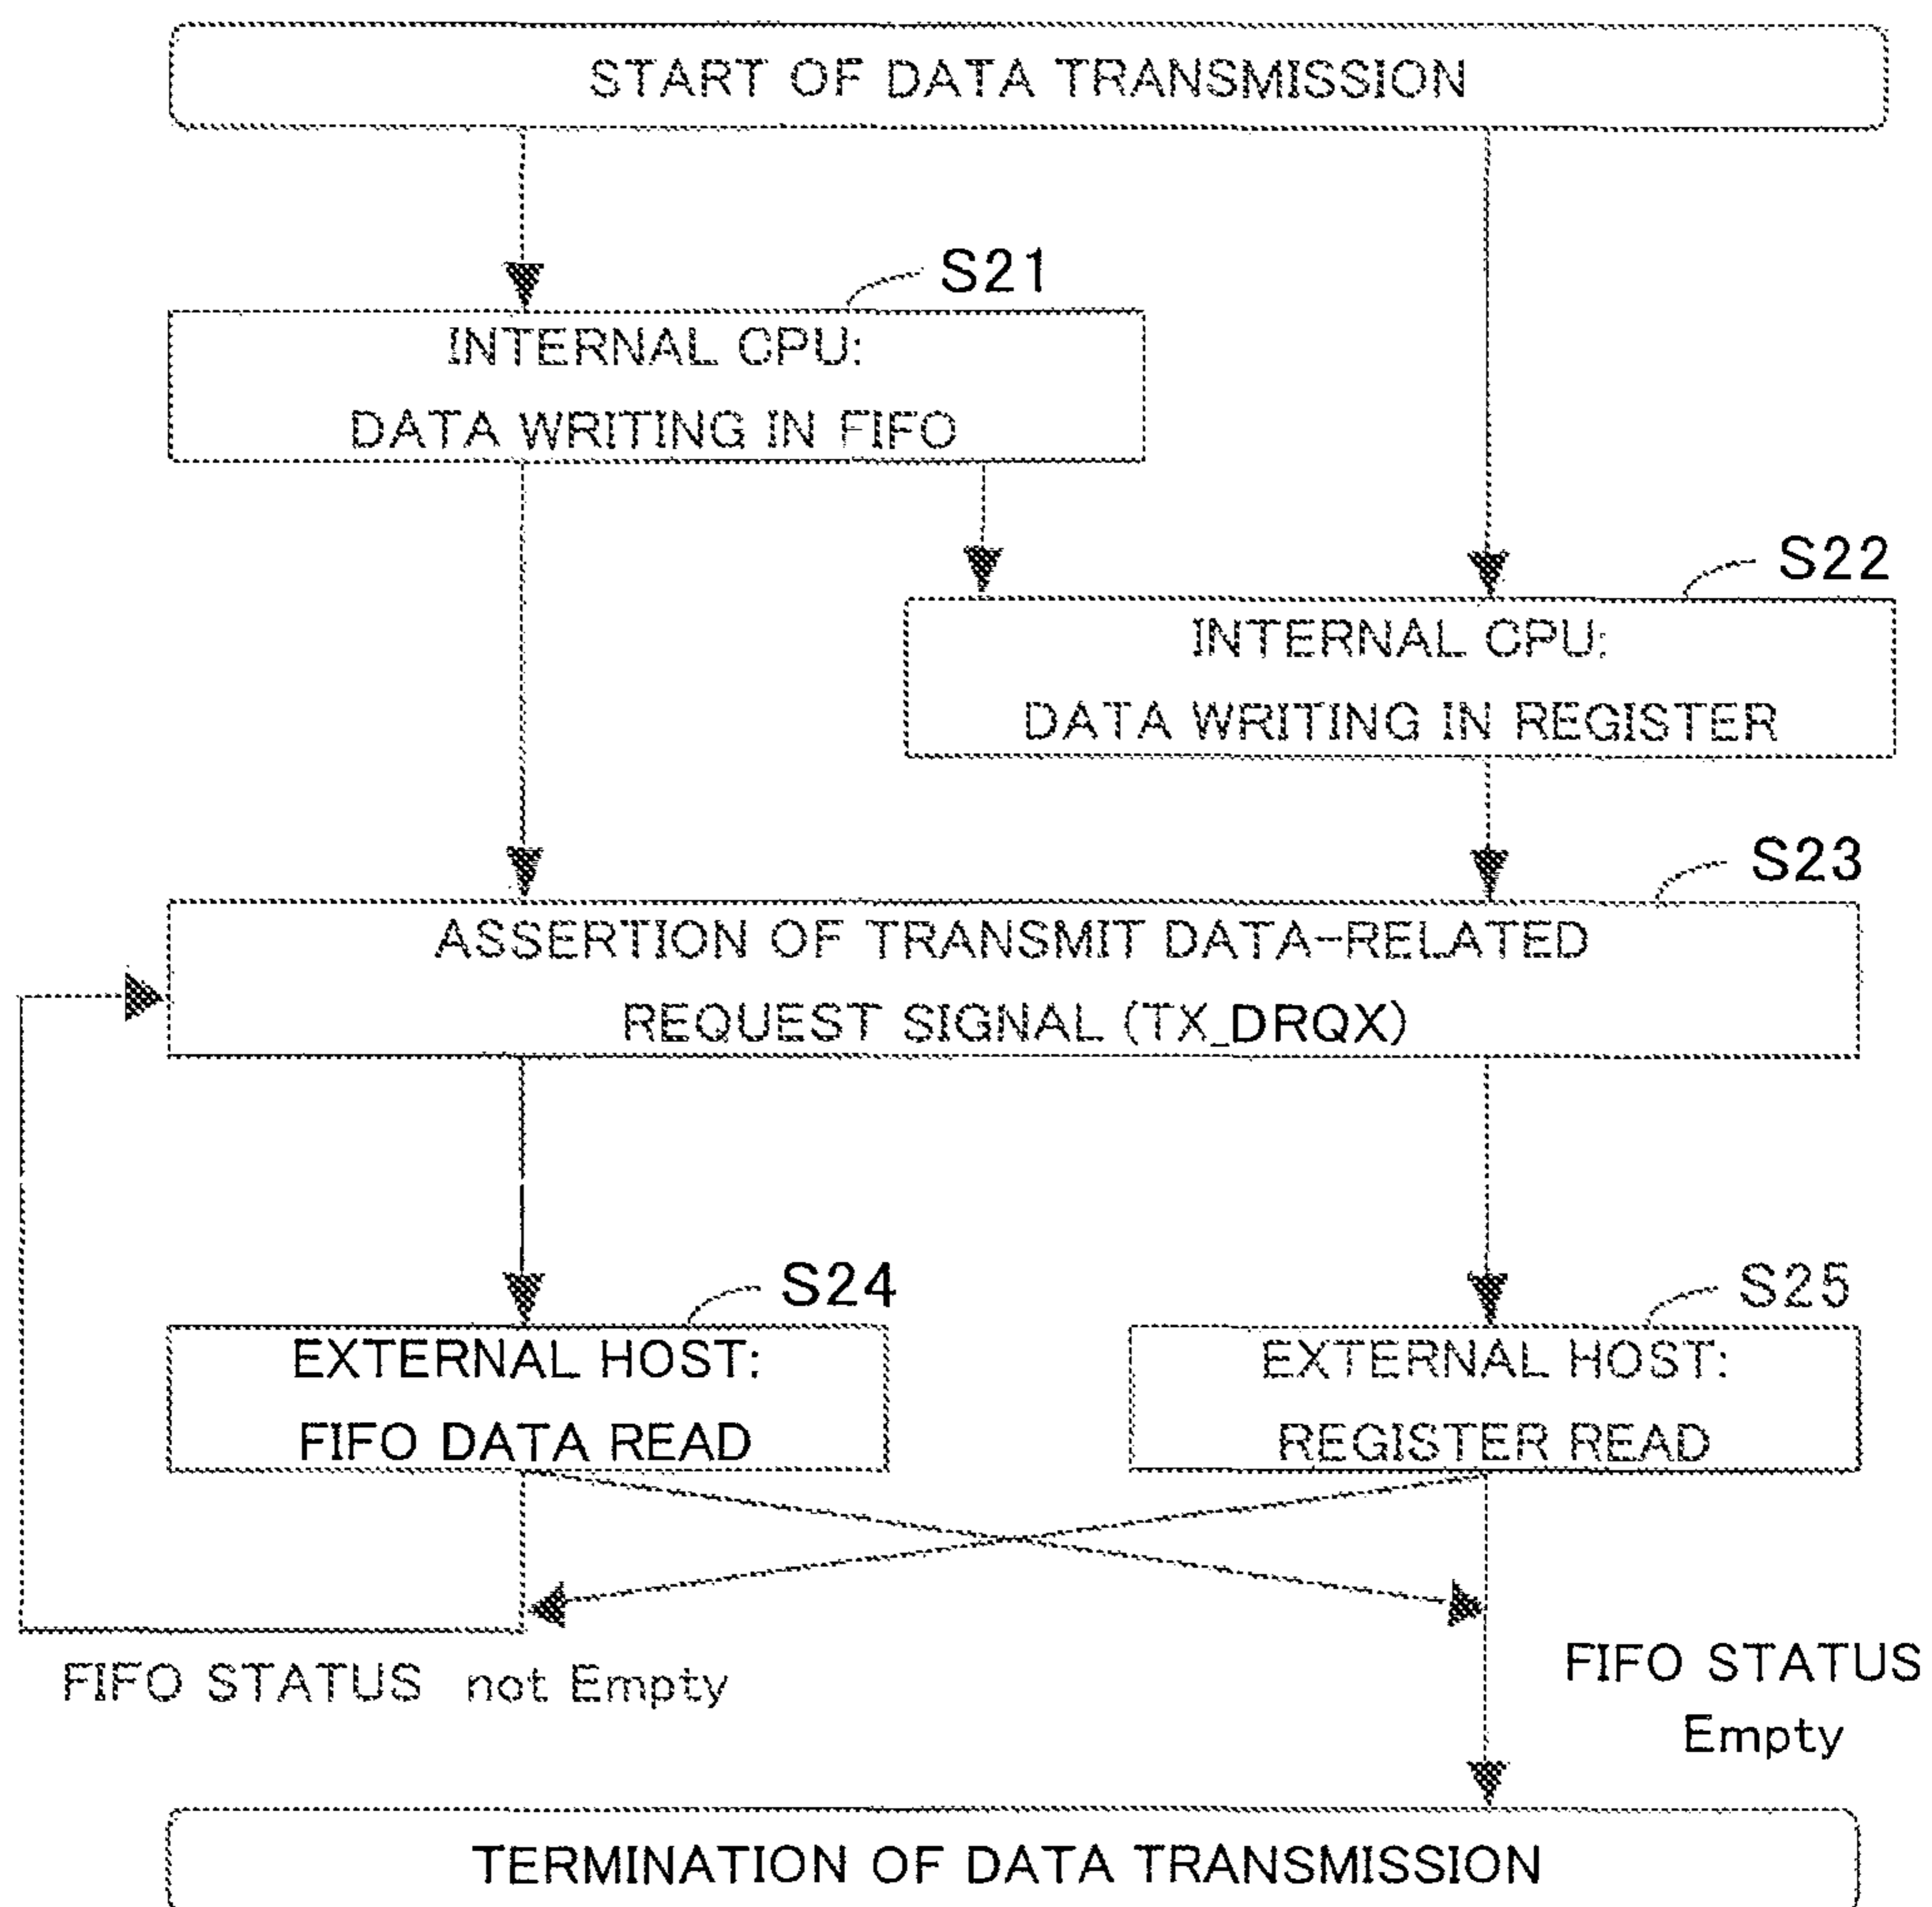 START OF DATA TRANSMISSION
S21
INTERNAL CPU:
DATA WRITING IN FIFO
S22
INTERNAL CPU:
DATA WRITING IN REGISTER
S23
ASSERTION OF TRANSMIT DATA-RELATED
REQUEST SIGNAL (TX_DRQX)
S24
EXTERNAL HOST:
FIFO DATA READ
S25
EXTERNAL HOST:
REGISTER READ
FIFO STATUS not Empty
FIFO STATUS
Empty
TERMINATION OF DATA TRANSMISSION